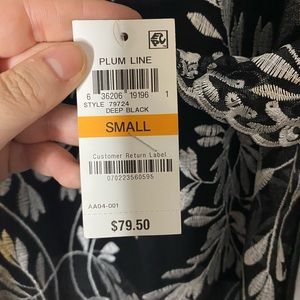 PLUM LINE
6 36206 19196 1
STYLE 79724
DEEP BLACK
SMALL
Customer Return Label
070223560595
AA04-001
$79.50